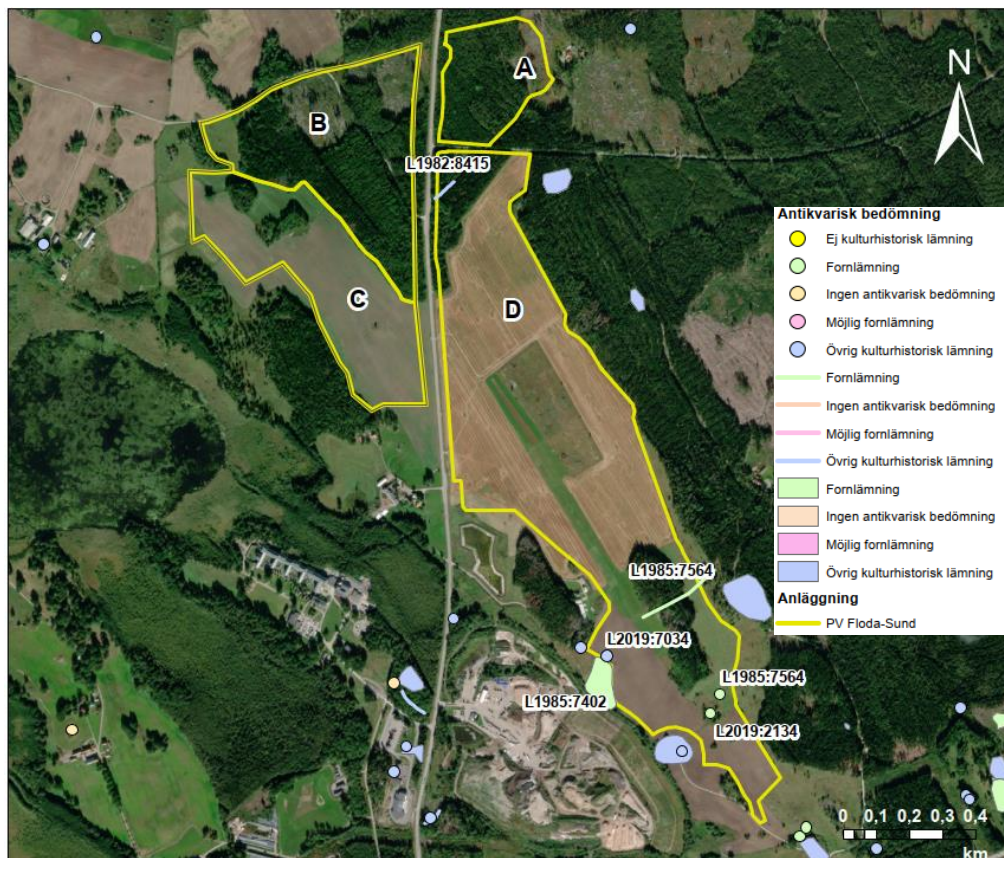 A
N
B
L1982:8415
Antikvarisk bedömning
Ej kulturhistorisk lämning
Fornlämning
Ingen antikvarisk bedömning
Möjlig fornlämning
Övrig kulturhistorisk lämning
Fornlämning
Ingen antikvarisk bedömning
Möjlig fornlämning
Övrig kulturhistorisk lämning
Fornlämning
Ingen antikvarisk bedömning
Möjlig fornlämning
Övrig kulturhistorisk lämning
Anläggning
PV Floda-Sund
C
D
L1985:7564
L2019:7034
L1985:7564
L1985:7402
L2019:2134
0 0,1 0,2 0,3 0,4
km